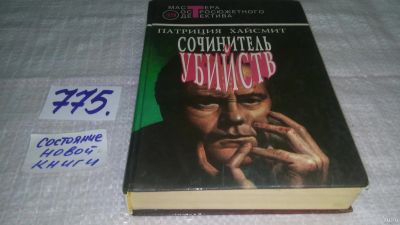 МАСТЕРА
ОСТРОСЮЖЕТНОГО
ДЕТЕКТИВА
ПАТРИЦИЯ ХАЙСМИТ
СОЧИНИТЕЛЬ
УБИЙСТВ
775.
СОСТОЯНИЕ
НОВОЙ
КНИГИ